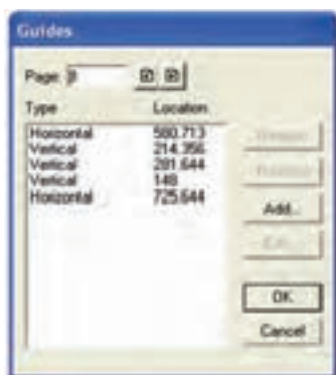 Guides
Page:
Type Location
Horizontal 580.713
Vertical 214.356
Vertical 281.644
Vertical 148
Horizontal 725.644
Add...
OK
Cancel